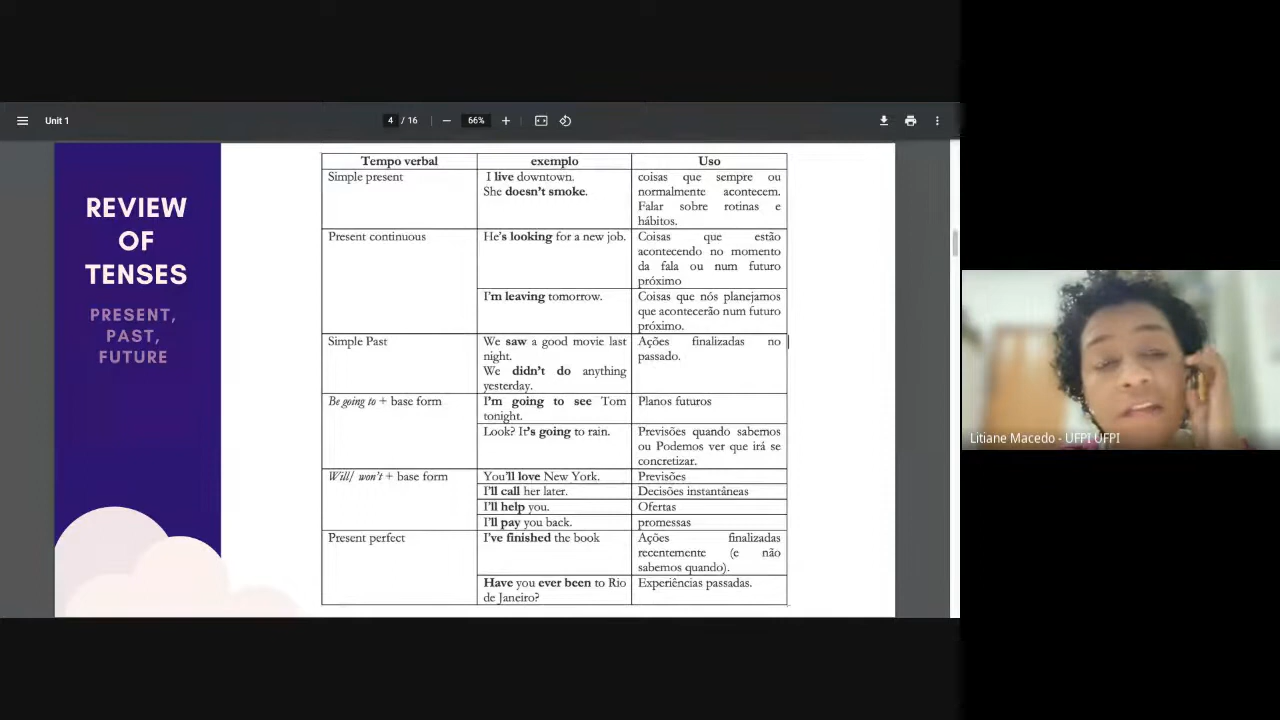 Unit 1
4 / 16
66%
REVIEW
OF
TENSES
PRESENT,
PAST,
FUTURE
Tempo verbal exemplo Uso
Simple present
I live downtown.
She doesn't smoke.
coisas que sempre ou
normalmente acontecem.
Falar sobre rotinas e
hábitos.
Present continuous
He's looking for a new job.
Coisas que estão
acontecendo no momento
da fala ou num futuro
próximo
I'm leaving tomorrow.
Coisas que nós planejamos
que acontecerão num futuro
próximo.
Simple Past
We saw a good movie last
night.
We didn't do anything
yesterday.
Ações finalizadas no
passado.
Be going to + base form
I'm going to see Tom
tonight.
Planos futuros
Look? It's going to rain.
Previsões quando sabemos
ou Podemos ver que irá se
concretizar.
Will/ won't + base form
You'll love New York.
Previsões
I'll call her later.
Decisões instantâneas
I'll help you.
Ofertas
I'll pay you back.
promessas
Present perfect
I've finished the book
Ações finalizadas
recentemente (e não
sabemos quando).
Have you ever been to Rio
de Janeiro?
Experiências passadas.
Litiane Macedo - UFPI UFPI